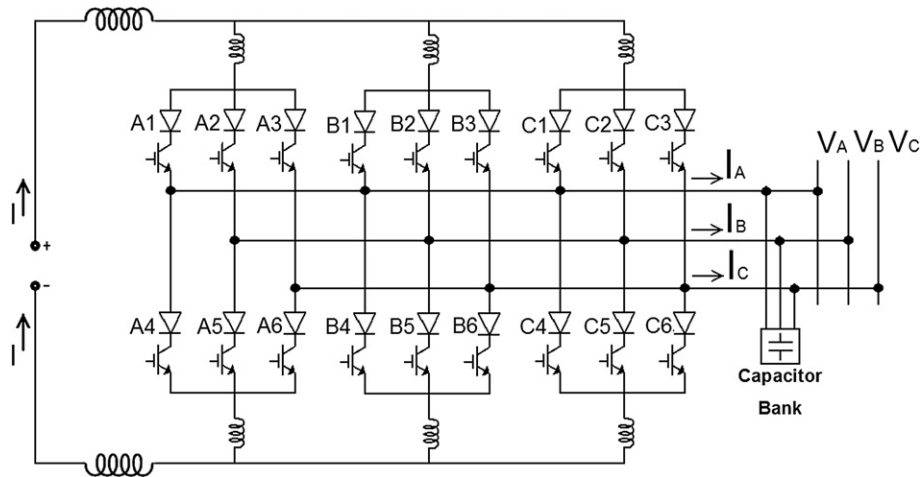 A1 A2 A3 B1 B2 B3 C1 C2 C3
VA VB VC
IA
I
+
IB
-
IC
I
A4 A5 A6 B4 B5 B6 C4 C5 C6
Capacitor
Bank